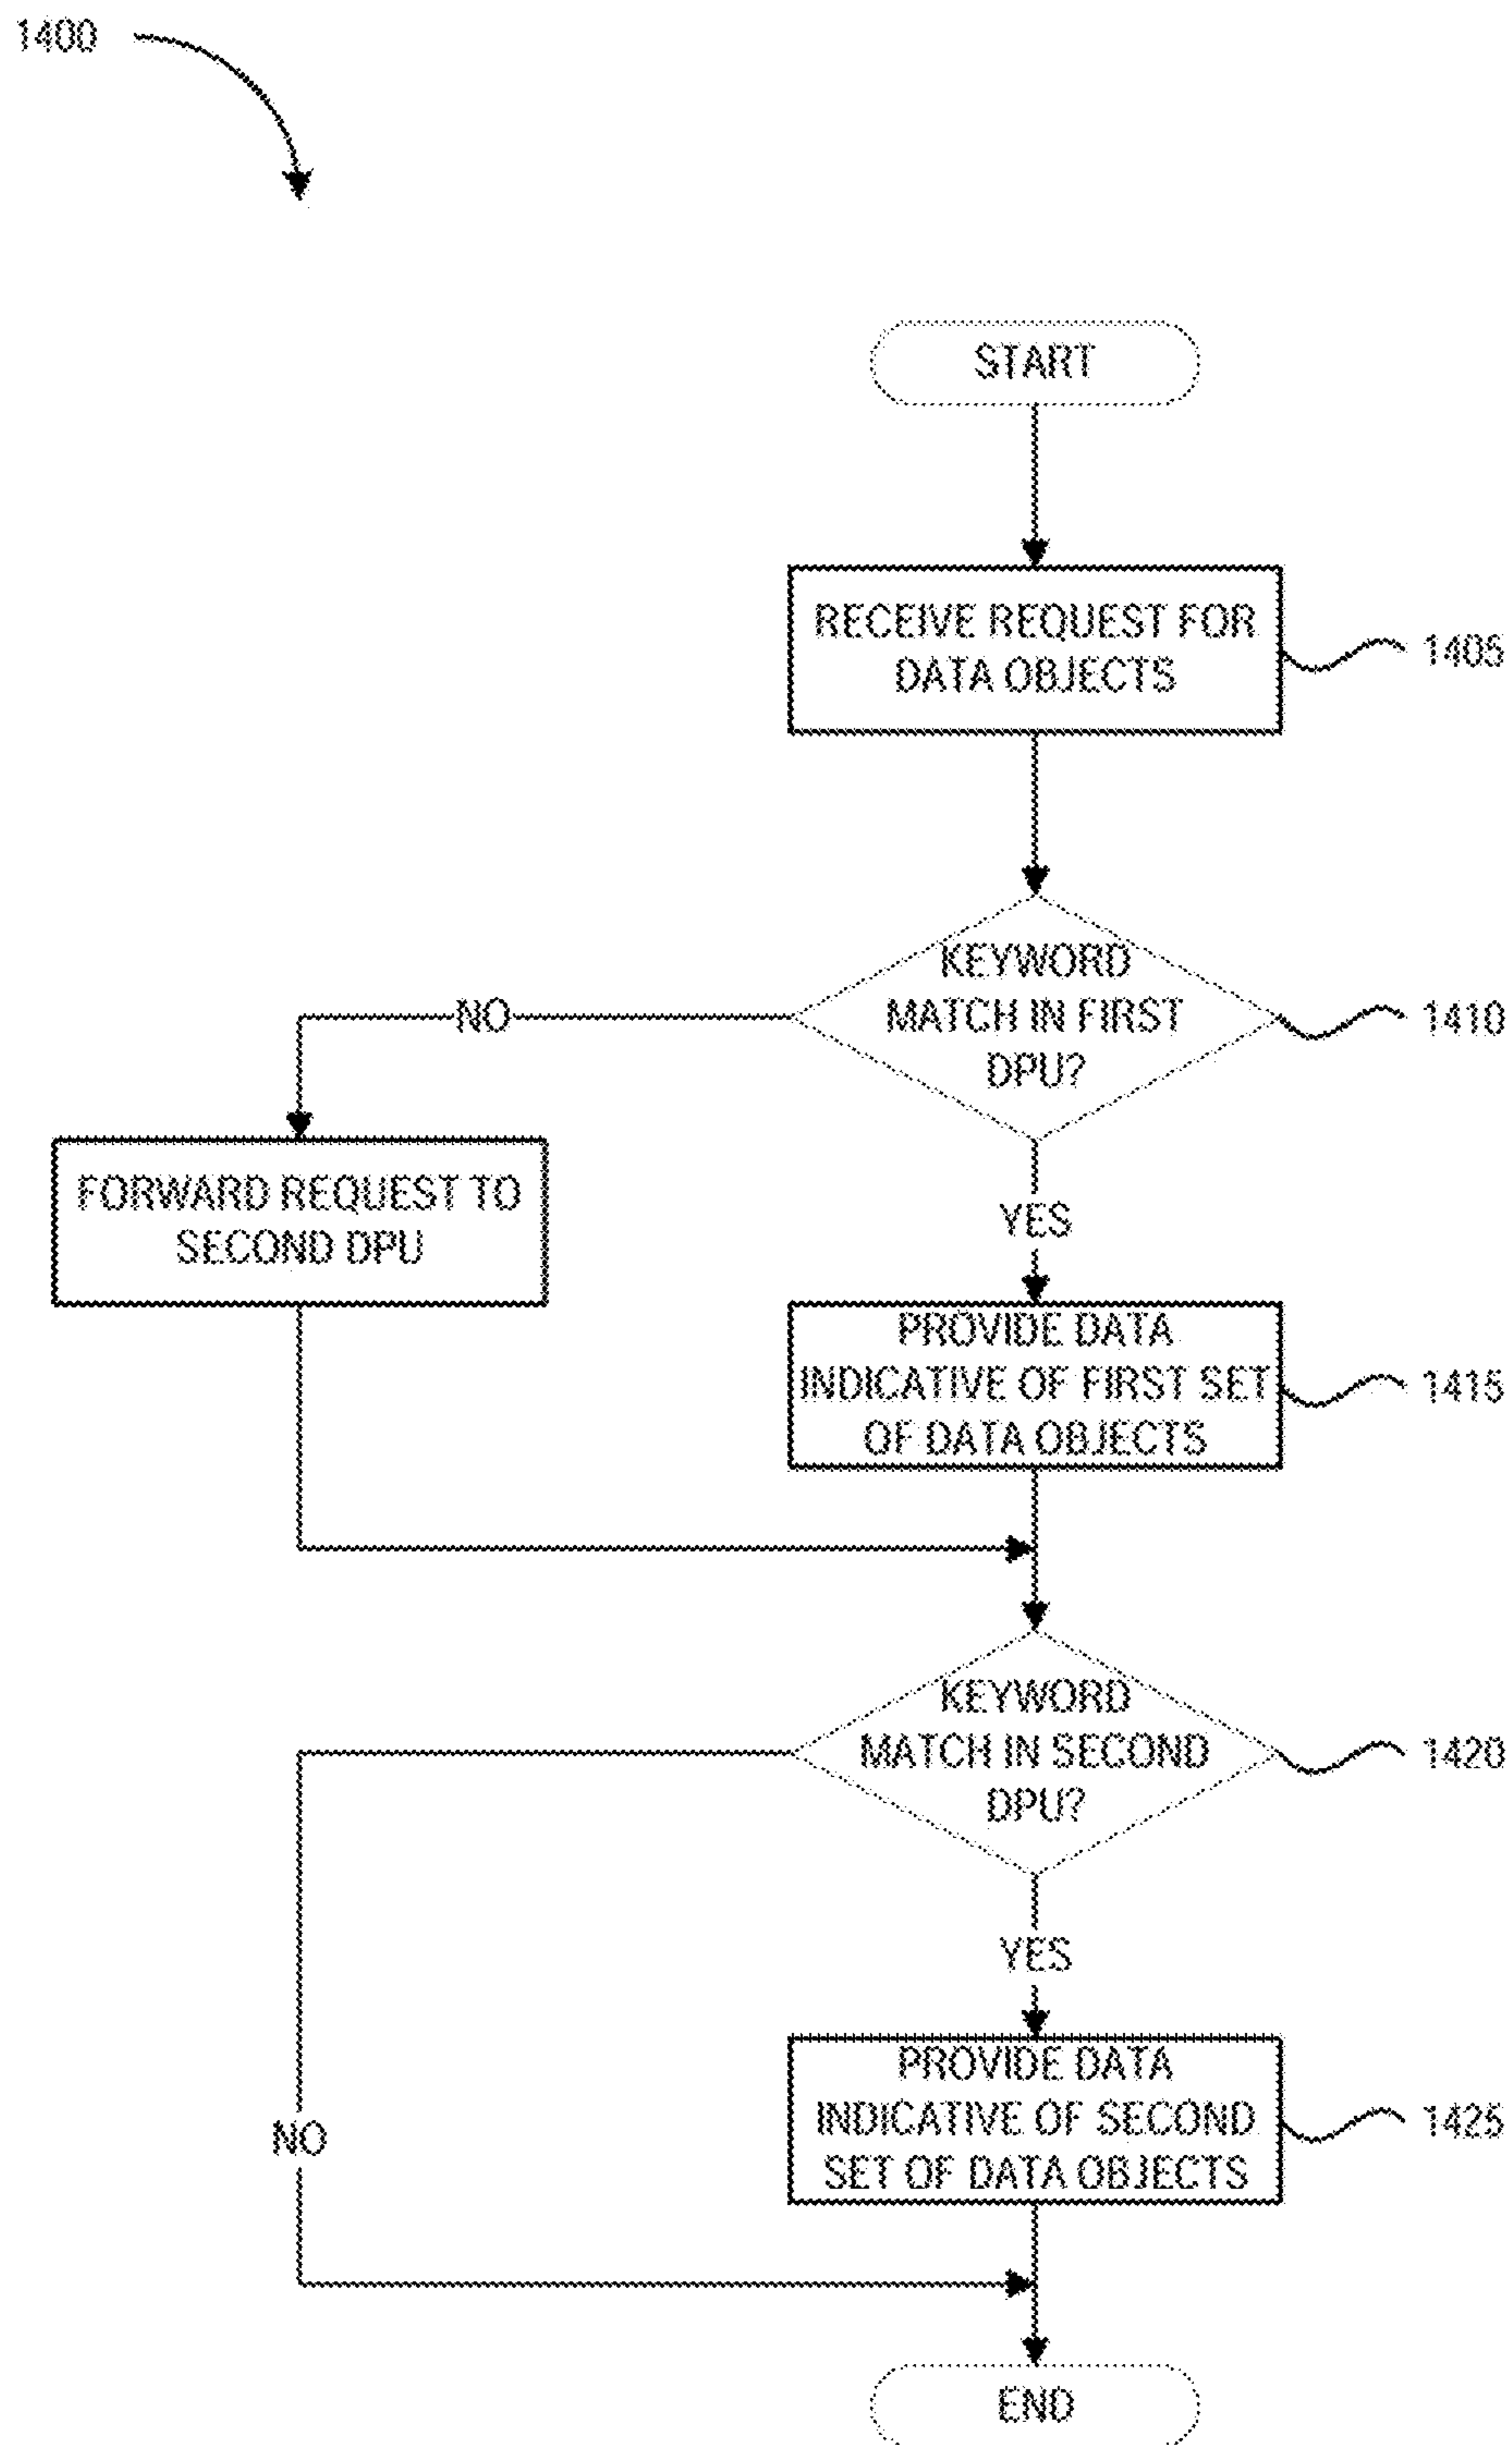 1400
START
RECEIVE REQUEST FOR
DATA OBJECTS
1405
KEYWORD
MATCH IN FIRST
DPU?
1410
NO
FORWARD REQUEST TO
SECOND DPU
YES
PROVIDE DATA
INDICATIVE OF FIRST SET
OF DATA OBJECTS
1415
KEYWORD
MATCH IN SECOND
DPU?
1420
YES
PROVIDE DATA
INDICATIVE OF SECOND
SET OF DATA OBJECTS
1425
NO
END